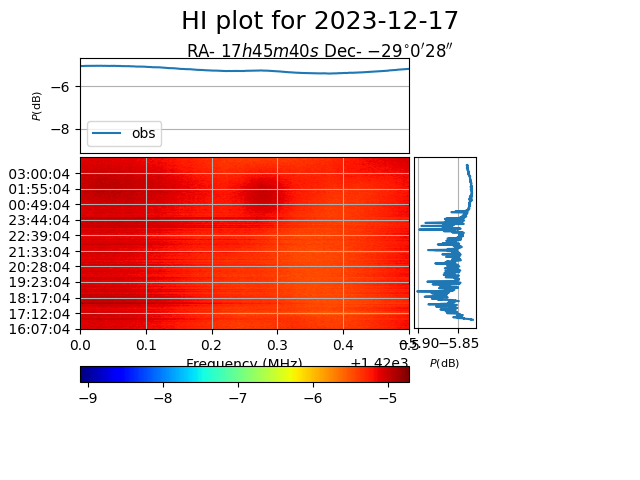 HI plot for 2023-12-17
RA- 17h45m40s Dec- −29°0′28″
P(dB)
−6
−8
obs
03:00:04
01:55:04
00:49:04
23:44:04
22:39:04
21:33:04
20:28:04
19:23:04
18:17:04
17:12:04
16:07:04
0.0 0.1 0.2 0.3 0.4 0.5
−5.90 −5.85
Frequency (MHz)
+1.42e3
P(dB)
−9 −8 −7 −6 −5